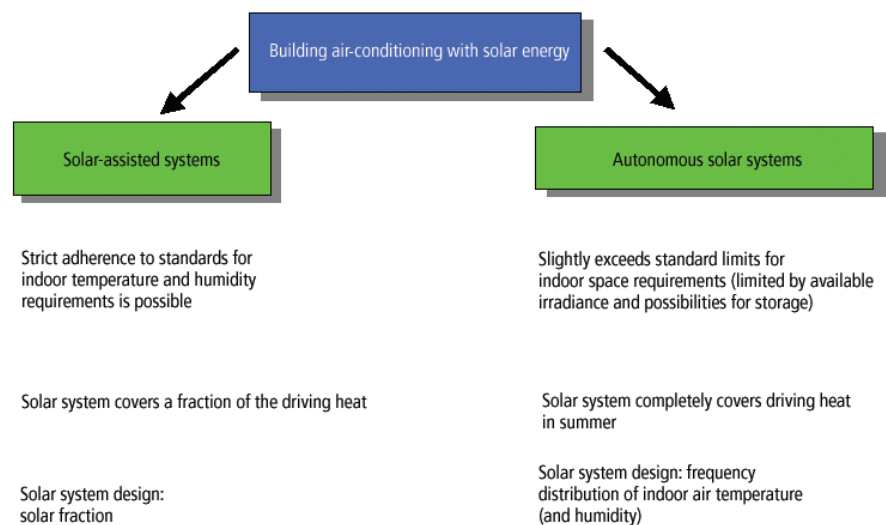 Building air-conditioning with solar energy
Solar-assisted systems
Autonomous solar systems
Strict adherence to standards for
indoor temperature and humidity
requirements is possible
Slightly exceeds standard limits for
indoor space requirements (limited by available
irradiance and possibilities for storage)
Solar system covers a fraction of the driving heat
Solar system completely covers driving heat
in summer
Solar system design:
solar fraction
Solar system design: frequency
distribution of indoor air temperature
(and humidity)